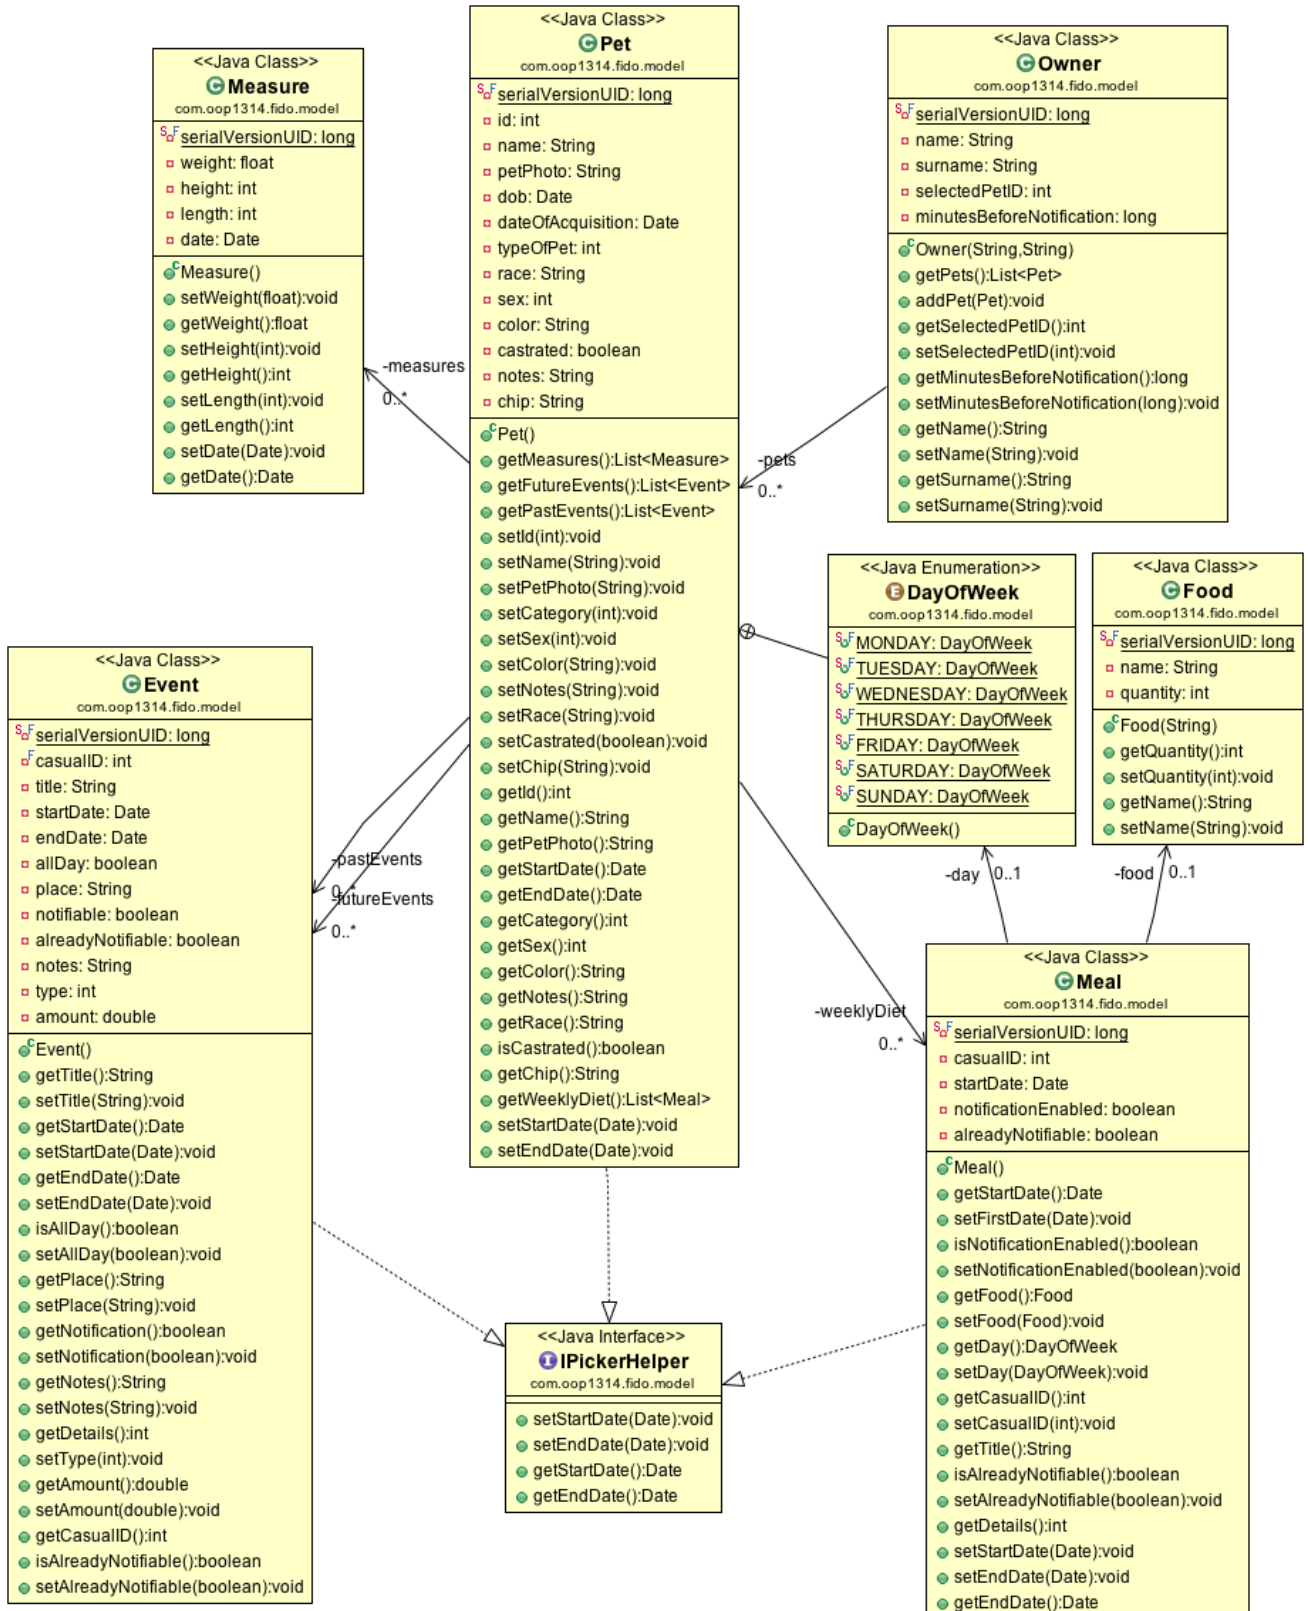 <<Java Class>>
Measure
com.oop1314.fido.model
serialVersionUID: long
weight: float
height: int
length: int
date: Date
Measure()
setWeight(float):void
getWeight():float
setHeight(int):void
getHeight():int
setLength(int):void
getLength():int
setDate(Date):void
getDate():Date
<<Java Class>>
Pet
com.oop1314.fido.model
serialVersionUID: long
id: int
name: String
petPhoto: String
dob: Date
dateOfAcquisition: Date
typeOfPet: int
race: String
sex: int
color: String
castrated: boolean
notes: String
chip: String
Pet()
getMeasures():List<Measure>
getFutureEvents():List<Event>
getPastEvents():List<Event>
setId(int):void
setName(String):void
setPetPhoto(String):void
setCategory(int):void
setSex(int):void
setColor(String):void
setNotes(String):void
setRace(String):void
setCastrated(boolean):void
setChip(String):void
getId():int
getName():String
getPetPhoto():String
getStartDate():Date
getEndDate():Date
getCategory():int
getSex():int
getColor():String
getNotes():String
getRace():String
isCastrated():boolean
getChip():String
getWeeklyDiet():List<Meal>
setStartDate(Date):void
setEndDate(Date):void
<<Java Class>>
Owner
com.oop1314.fido.model
serialVersionUID: long
name: String
surname: String
selectedPetID: int
minutesBeforeNotification: long
Owner(String,String)
getPets():List<Pet>
addPet(Pet):void
getSelectedPetID():int
setSelectedPetID(int):void
getMinutesBeforeNotification():long
setMinutesBeforeNotification(long):void
getName():String
setName(String):void
getSurname():String
setSurname(String):void
-measures
0..*
-pets
0..*
<<Java Enumeration>>
DayOfWeek
com.oop1314.fido.model
MONDAY: DayOfWeek
TUESDAY: DayOfWeek
WEDNESDAY: DayOfWeek
THURSDAY: DayOfWeek
FRIDAY: DayOfWeek
SATURDAY: DayOfWeek
SUNDAY: DayOfWeek
DayOfWeek()
<<Java Class>>
Food
com.oop1314.fido.model
serialVersionUID: long
name: String
quantity: int
Food(String)
getQuantity():int
setQuantity(int):void
getName():String
setName(String):void
<<Java Class>>
Event
com.oop1314.fido.model
serialVersionUID: long
casualID: int
title: String
startDate: Date
endDate: Date
allDay: boolean
place: String
notifiable: boolean
alreadyNotifiable: boolean
notes: String
type: int
amount: double
Event()
getTitle():String
setTitle(String):void
getStartDate():Date
setStartDate(Date):void
getEndDate():Date
setEndDate(Date):void
isAllDay():boolean
setAllDay(boolean):void
getPlace():String
setPlace(String):void
getNotification():boolean
setNotification(boolean):void
getNotes():String
setNotes(String):void
getDetails():int
setType(int):void
getAmount():double
setAmount(double):void
getCasualID():int
isAlreadyNotifiable():boolean
setAlreadyNotifiable(boolean):void
-pastEvents
0..*
-futureEvents
0..*
-day 0..1
-food 0..1
-weeklyDiet
0..*
<<Java Class>>
Meal
com.oop1314.fido.model
serialVersionUID: long
casualID: int
startDate: Date
notificationEnabled: boolean
alreadyNotifiable: boolean
Meal()
getStartDate():Date
setFirstDate(Date):void
isNotificationEnabled():boolean
setNotificationEnabled(boolean):void
getFood():Food
setFood(Food):void
getDay():DayOfWeek
setDay(DayOfWeek):void
getCasualID():int
setCasualID(int):void
getTitle():String
isAlreadyNotifiable():boolean
setAlreadyNotifiable(boolean):void
getDetails():int
setStartDate(Date):void
setEndDate(Date):void
getEndDate():Date
<<Java Interface>>
IPickerHelper
com.oop1314.fido.model
setStartDate(Date):void
setEndDate(Date):void
getStartDate():Date
getEndDate():Date